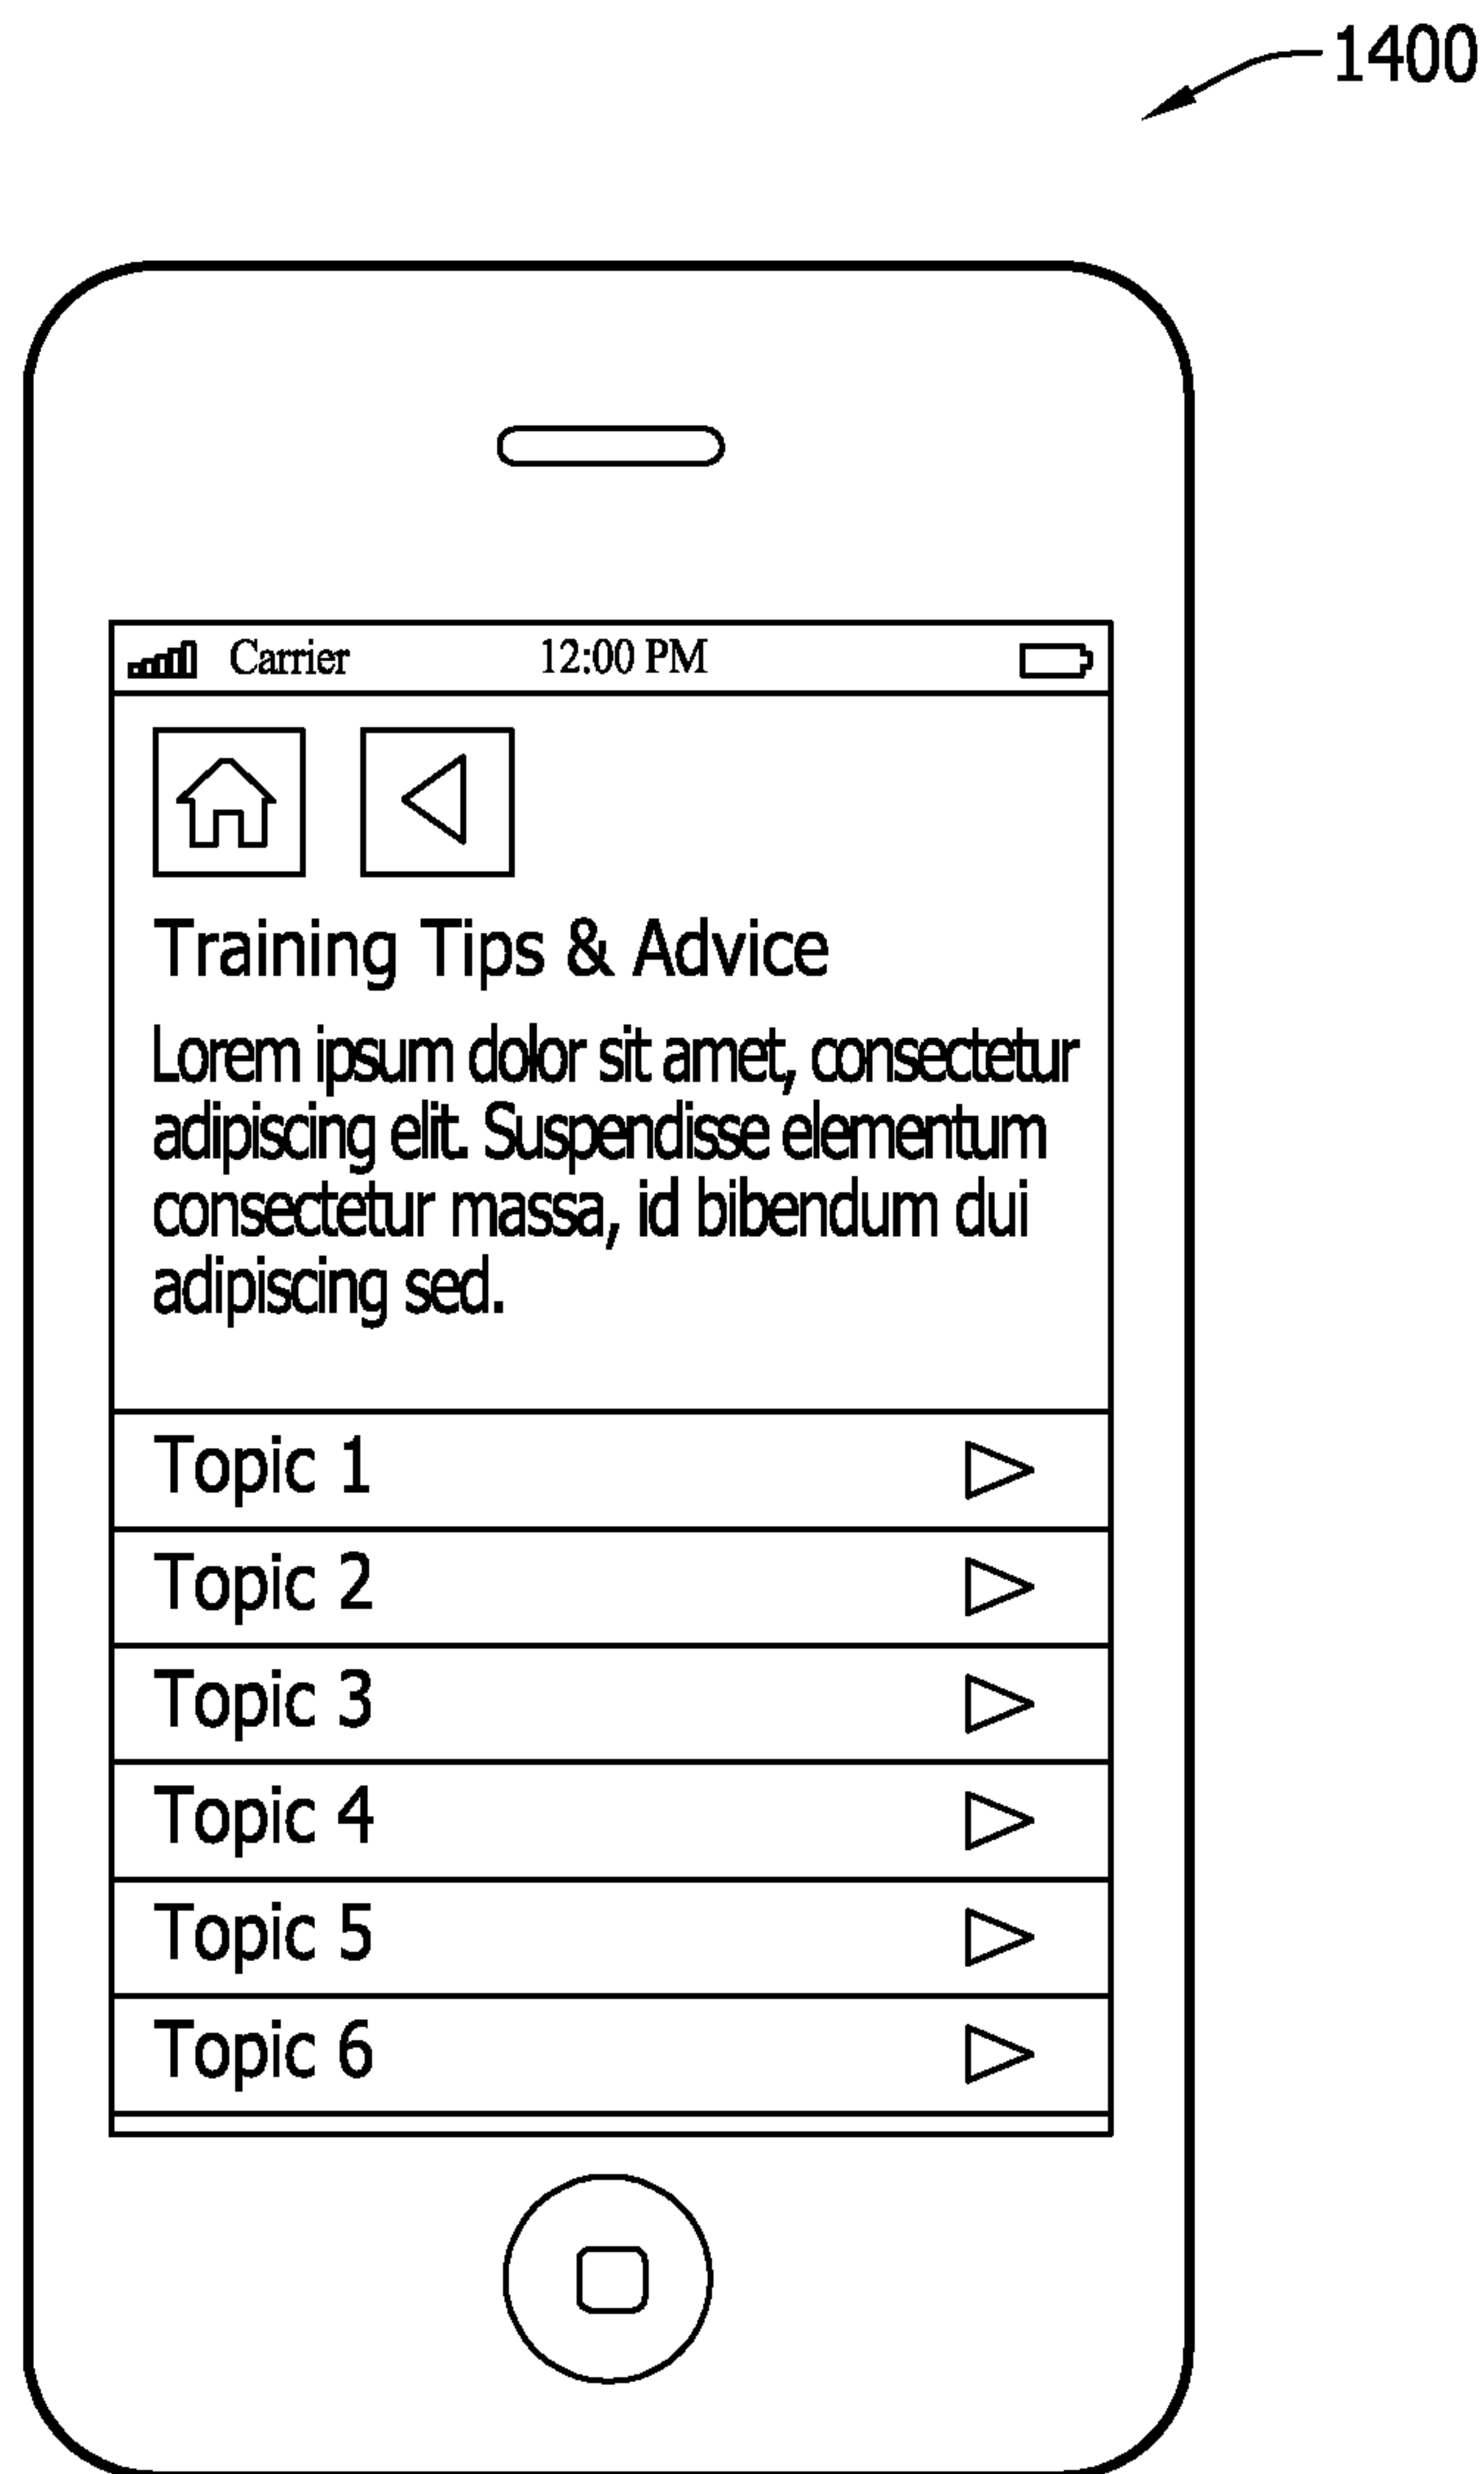 1400
Carrier 12:00 PM
Training Tips & Advice
Lorem ipsum dolor sit amet, consectetur
adipiscing elit. Suspendisse elementum
consectetur massa, id bibendum dui
adipiscing sed.
Topic 1
Topic 2
Topic 3
Topic 4
Topic 5
Topic 6